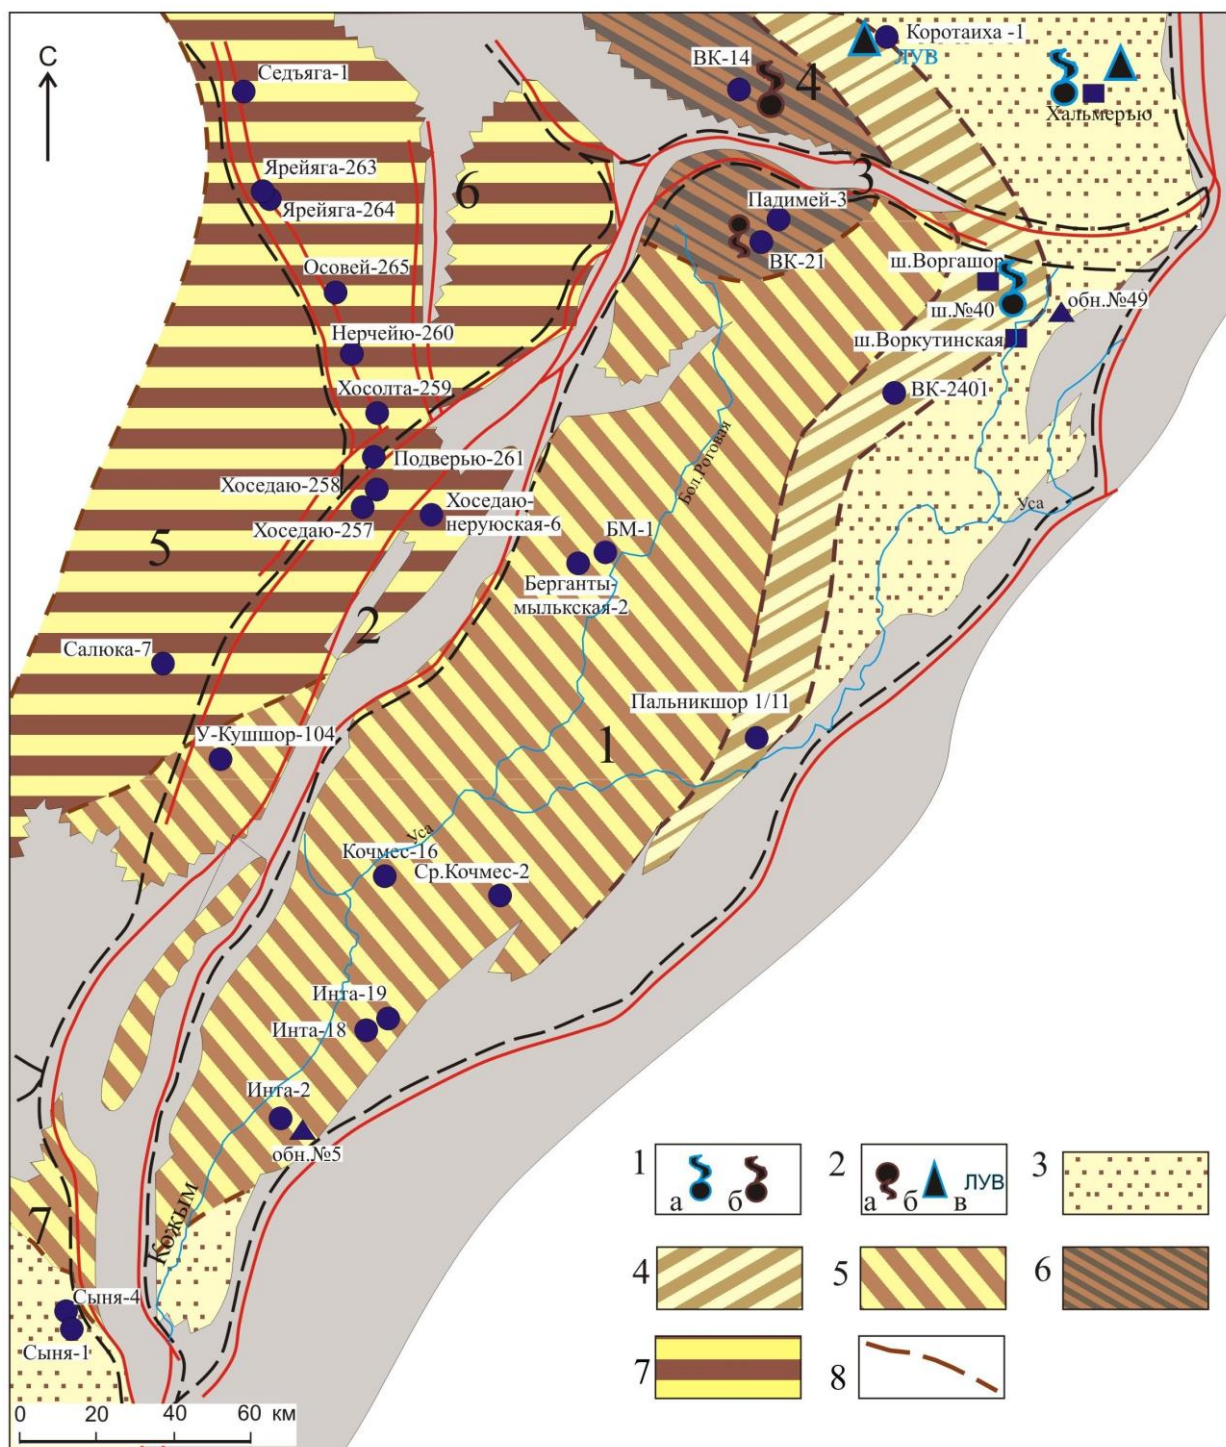 С
Седъяга-1
ВК-14
4
ЛУВ
Коротаиха -1
Хальмеръю
Ярейяга-263
Ярейяга-264
6
3
Падимей-3
ВК-21
Осовей-265
ш.Воргашор
ш.№40
обн.№49
ш.Воркутинская
Нерчейю-260
Хосолта-259
ВК-2401
Подверью-261
Хоседаю-258
Хоседаю-257
Хоседаю-
неруюская-6
Бол.Роговая
Уса
5
БМ-1
Берганты-
мылькская-2
2
Салюка-7
Пальникшор 1/11
1
У-Кушшор-104
Уса
Кочмес-16
Ср.Кочмес-2
Инта-19
Инта-18
Инта-2
обн.№5
Кожым
7
Сыня-4
Сыня-1
0 20 40 60 км
1 а б
2 а б в ЛУВ
3
4
5
6
7
8